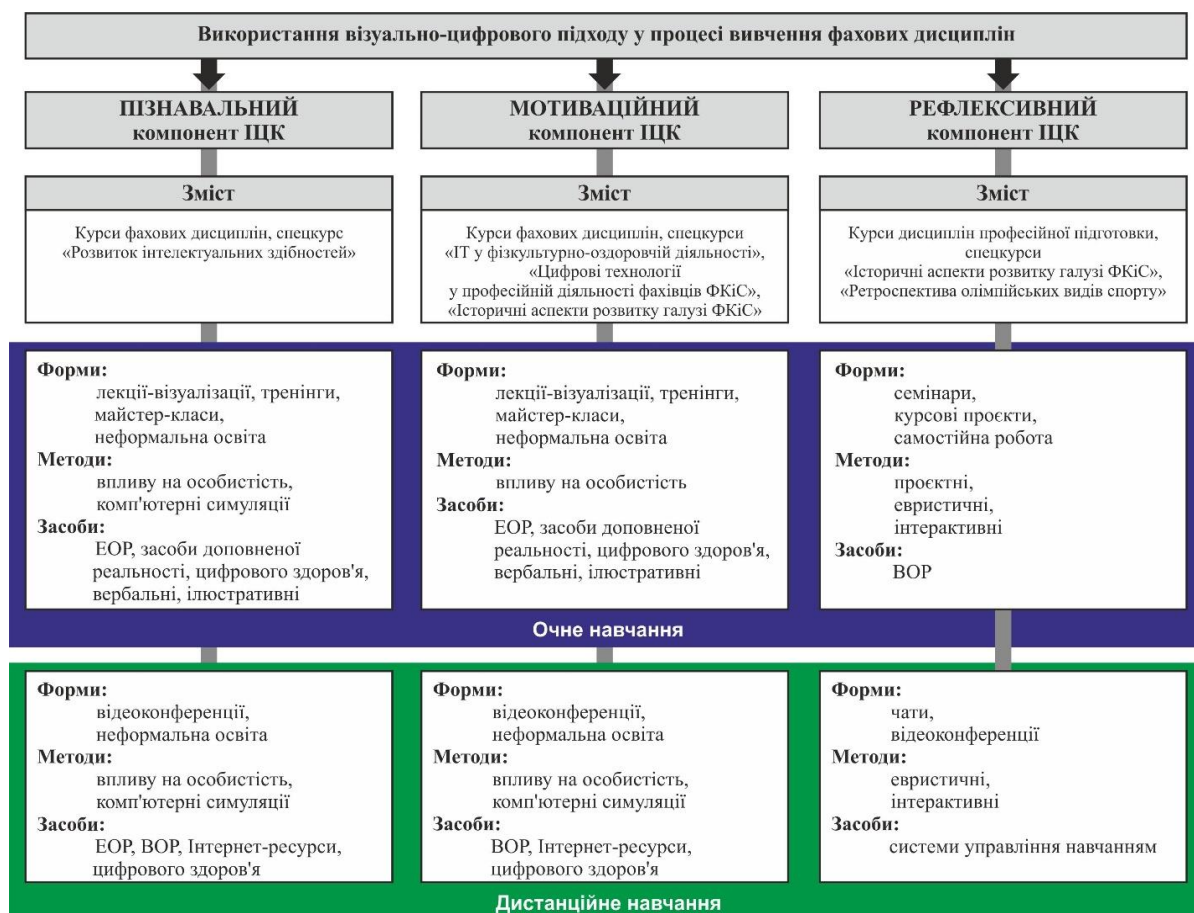 Використання візуально-цифрового підходу у процесі вивчення фахових дисциплін
ПІЗНАВАЛЬНИЙ
компонент ІЦК
МОТИВАЦІЙНИЙ
компонент ІЦК
РЕФЛЕКСИВНИЙ
компонент ІЦК
Зміст
Курси фахових дисциплін, спецкурс
«Розвиток інтелектуальних здібностей»
Зміст
Курси фахових дисциплін, спецкурси
«ІТ у фізкультурно-оздоровчій діяльності»,
«Цифрові технології
у професійній діяльності фахівців ФКіС»,
«Історичні аспекти розвитку галузі ФКіС»
Зміст
Курси дисциплін професійної підготовки,
спецкурси
«Історичні аспекти розвитку галузі ФКіС»,
«Ретроспектива олімпійських видів спорту»
Форми:
лекції-візуалізації, тренінги,
майстер-класи,
неформальна освіта
Методи:
впливу на особистість,
комп'ютерні симуляції
Засоби:
ЕОР, засоби доповненої
реальності, цифрового здоров'я,
вербальні, ілюстративні
Форми:
лекції-візуалізації, тренінги,
майстер-класи,
неформальна освіта
Методи:
впливу на особистість
Засоби:
ЕОР, засоби доповненої
реальності, цифрового здоров'я,
вербальні, ілюстративні
Форми:
семінари,
курсові проєкти,
самостійна робота
Методи:
проєктні,
евристичні,
інтерактивні
Засоби:
ВОР
Очне навчання
Форми:
відеоконференції,
неформальна освіта
Методи:
впливу на особистість,
комп'ютерні симуляції
Засоби:
ЕОР, ВОР, Інтернет-ресурси,
цифрового здоров'я
Форми:
відеоконференції,
неформальна освіта
Методи:
впливу на особистість,
комп'ютерні симуляції
Засоби:
ВОР, Інтернет-ресурси,
цифрового здоров'я
Форми:
чати,
відеоконференції
Методи:
евристичні,
інтерактивні
Засоби:
системи управління навчанням
Дистанційне навчання